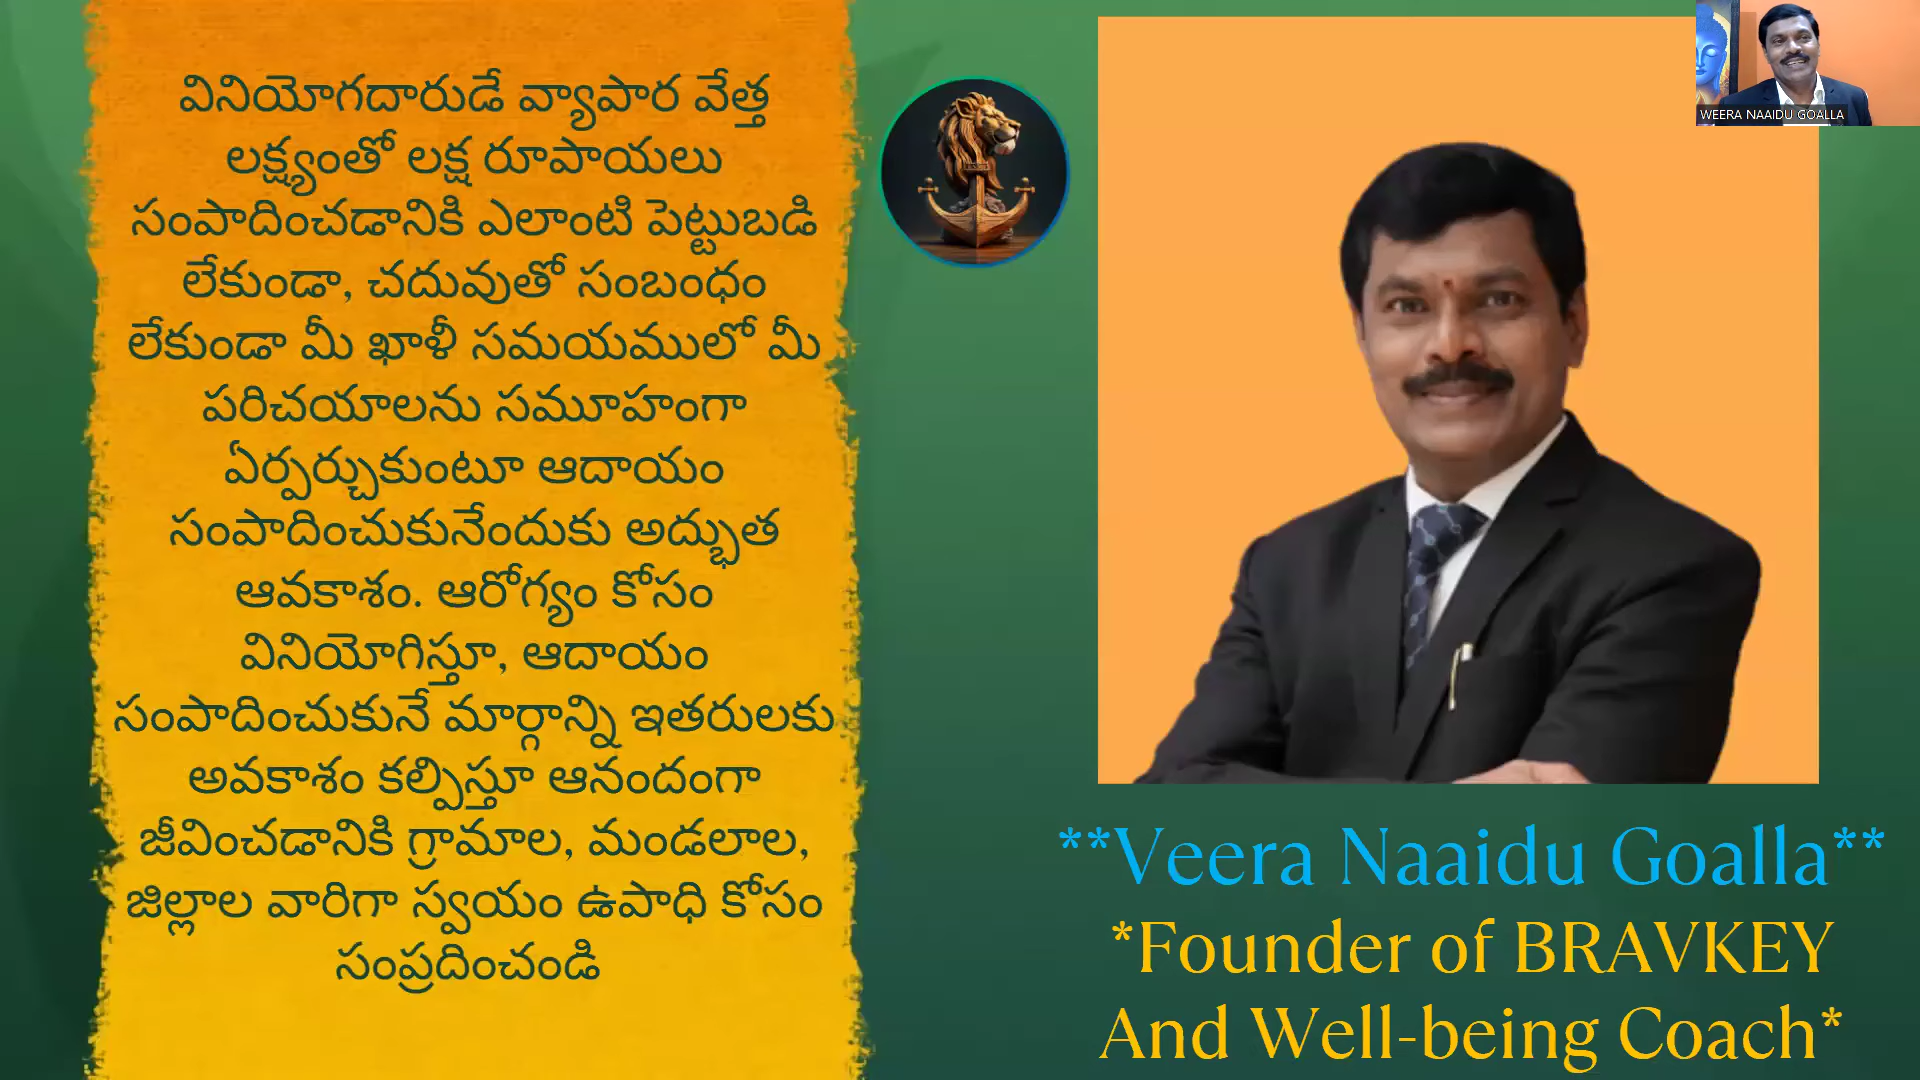 వినియోగదారుడే వ్యాపార వేత్త
లక్ష్యంతో లక్ష రూపాయలు
సంపాదించడానికి ఎలాంటి పెట్టుబడి
లేకుండా, చదువుతో సంబంధం
లేకుండా మీ ఖాళీ సమయములో మీ
పరిచయాలను సమూహంగా
ఏర్పర్చుకుంటూ ఆదాయం
సంపాదించుకునేందుకు అద్భుత
ఆవకాశం. ఆరోగ్యం కోసం
వినియోగిస్తూ, ఆదాయం
సంపాదించుకునే మార్గాన్ని ఇతరులకు
అవకాశం కల్పిస్తూ ఆనందంగా
జీవించడానికి గ్రామాల, మండలాల,
జిల్లాల వారిగా స్వయం ఉపాధి కోసం
సంప్రదించండి
WEERA NAAIDU GOALLA
**Veera Naaidu Goalla**
*Founder of BRAVKEY
And Well-being Coach*